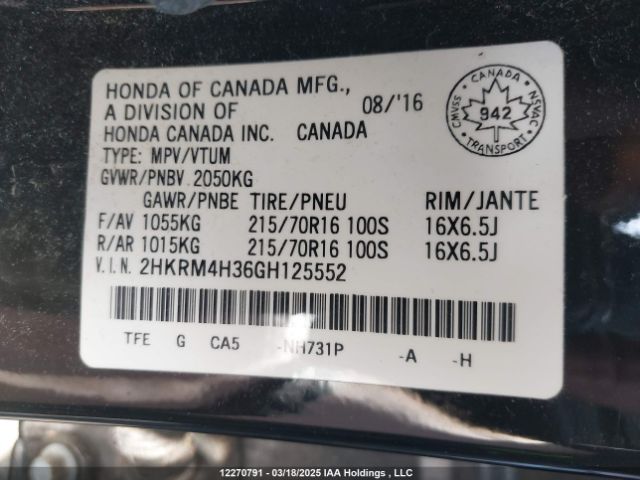 HONDA OF CANADA MFG.,
A DIVISION OF 08/'16
HONDA CANADA INC. CANADA
TYPE: MPV/VTUM
GVWR/PNBV 2050KG
GAWR/PNBE TIRE/PNEU RIM/JANTE
F/AV 1055KG 215/70R16 100S 16X6.5J
R/AR 1015KG 215/70R16 100S 16X6.5J
V.I.N. 2HKRM4H36GH125552
TFE G CA5 -NH731P -A -H
CANADA
CMVSS 942 NSVAC
TRANSPORT
12270791 - 03/18/2025 IAA Holdings , LLC